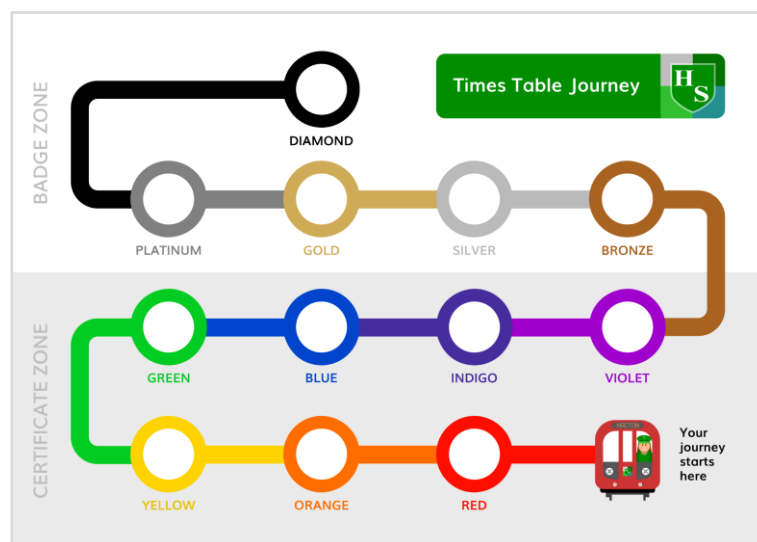 Times Table Journey
H
S
BADGE ZONE
DIAMOND
PLATINUM
GOLD
SILVER
BRONZE
CERTIFICATE ZONE
GREEN
BLUE
INDIGO
VIOLET
YELLOW
ORANGE
RED
Your
journey
starts
here